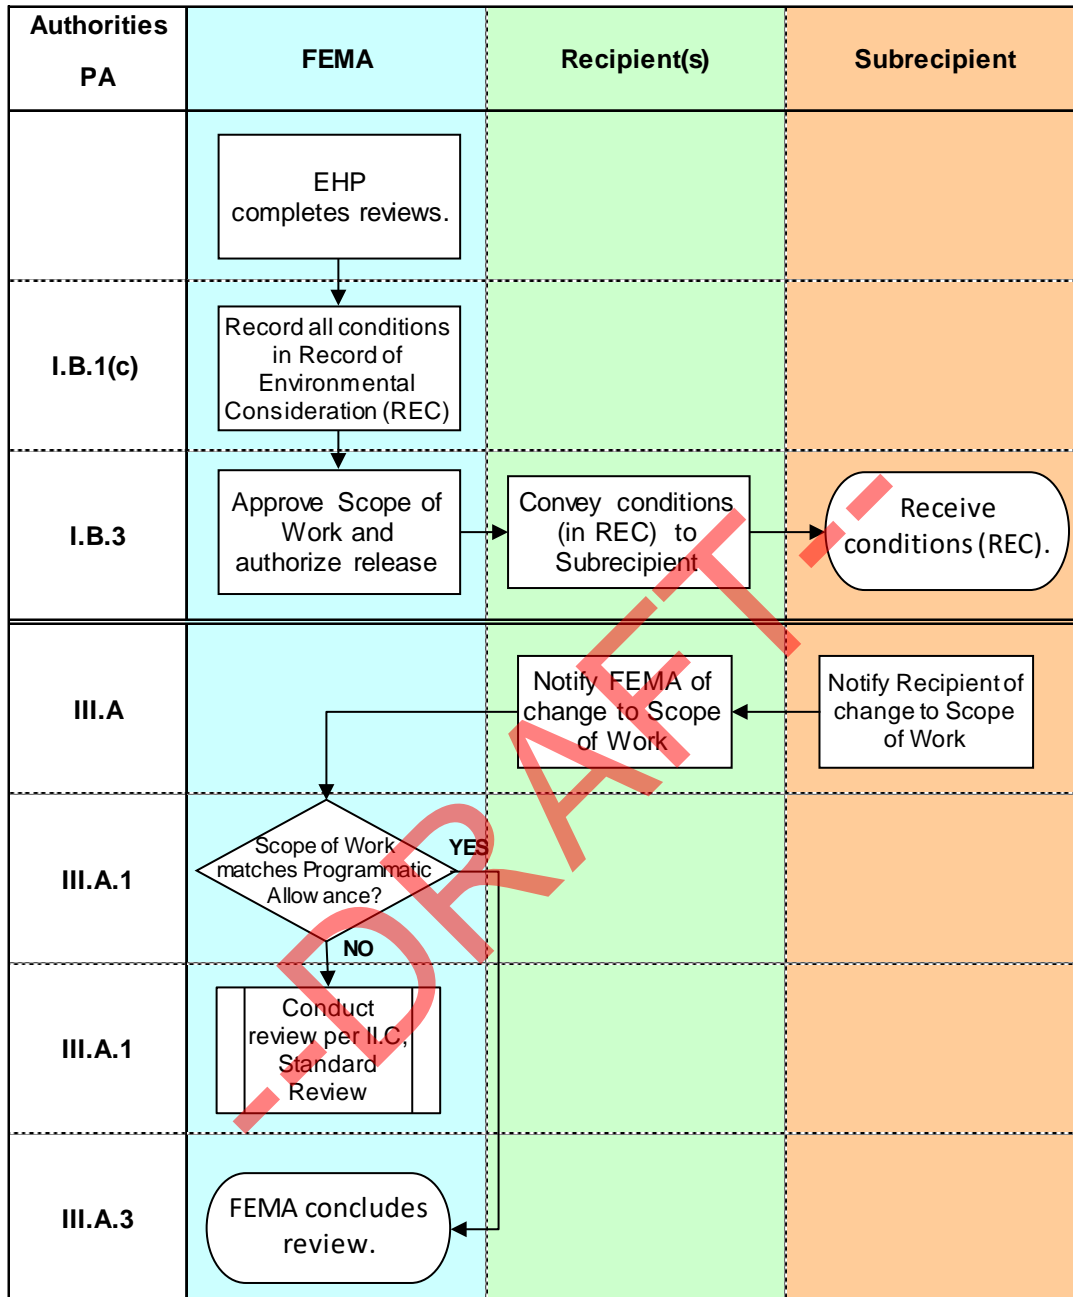 Authorities
PA
FEMA
Recipient(s)
Subrecipient
EHP
completes reviews.
I.B.1(c)
Record all conditions
in Record of
Environmental
Consideration (REC)
I.B.3
Approve Scope of
Work and
authorize release
Convey conditions
(in REC) to
Subrecipient
Receive
conditions (REC).
III.A
Notify FEMA of
change to Scope
of Work
Notify Recipient of
change to Scope
of Work
III.A.1
Scope of Work
matches Programmatic
Allowance?
YES
NO
III.A.1
Conduct
review per II.C,
Standard
Review
III.A.3
FEMA concludes
review.
--DRAFT--